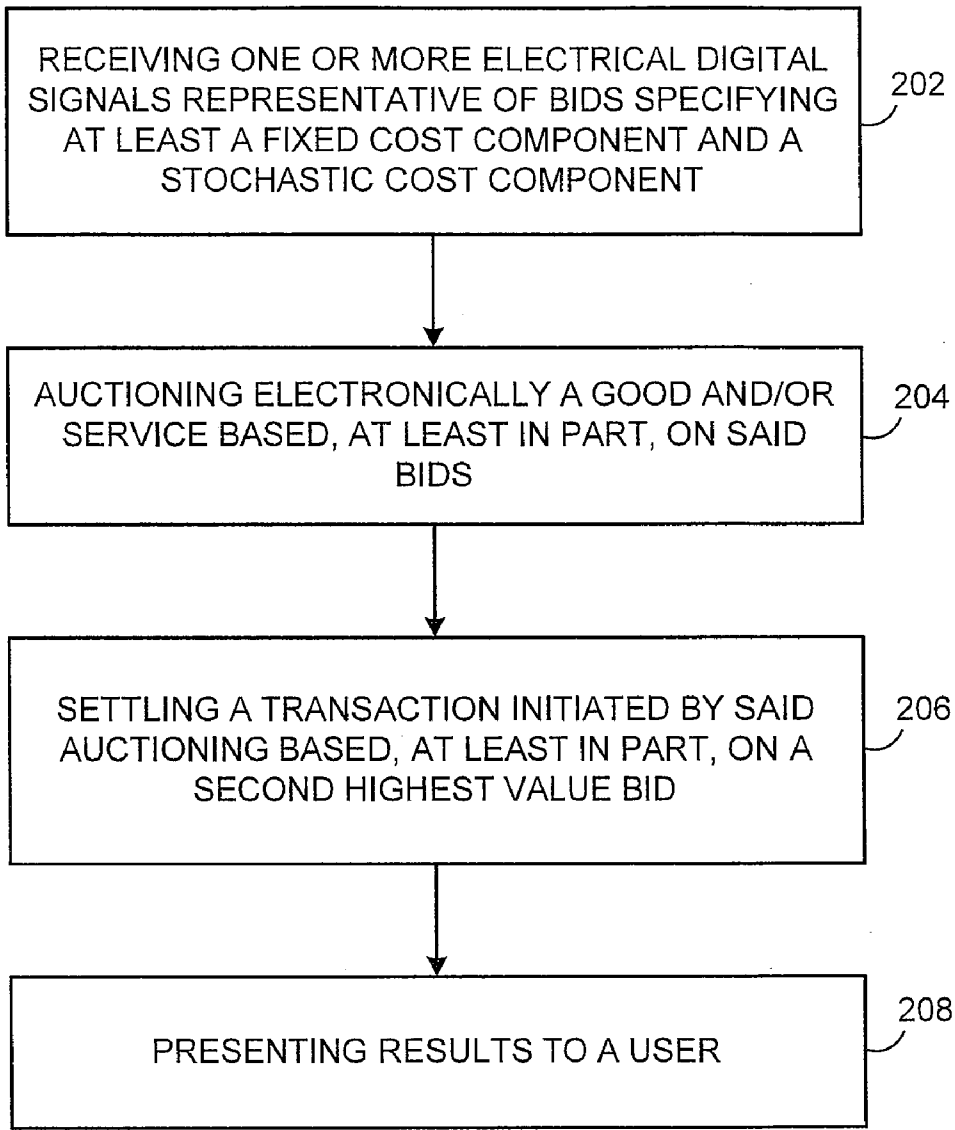 RECEIVING ONE OR MORE ELECTRICAL DIGITAL
SIGNALS REPRESENTATIVE OF BIDS SPECIFYING
AT LEAST A FIXED COST COMPONENT AND A
STOCHASTIC COST COMPONENT
202
AUCTIONING ELECTRONICALLY A GOOD AND/OR
SERVICE BASED, AT LEAST IN PART, ON SAID
BIDS
204
SETTLING A TRANSACTION INITIATED BY SAID
AUCTIONING BASED, AT LEAST IN PART, ON A
SECOND HIGHEST VALUE BID
206
PRESENTING RESULTS TO A USER
208